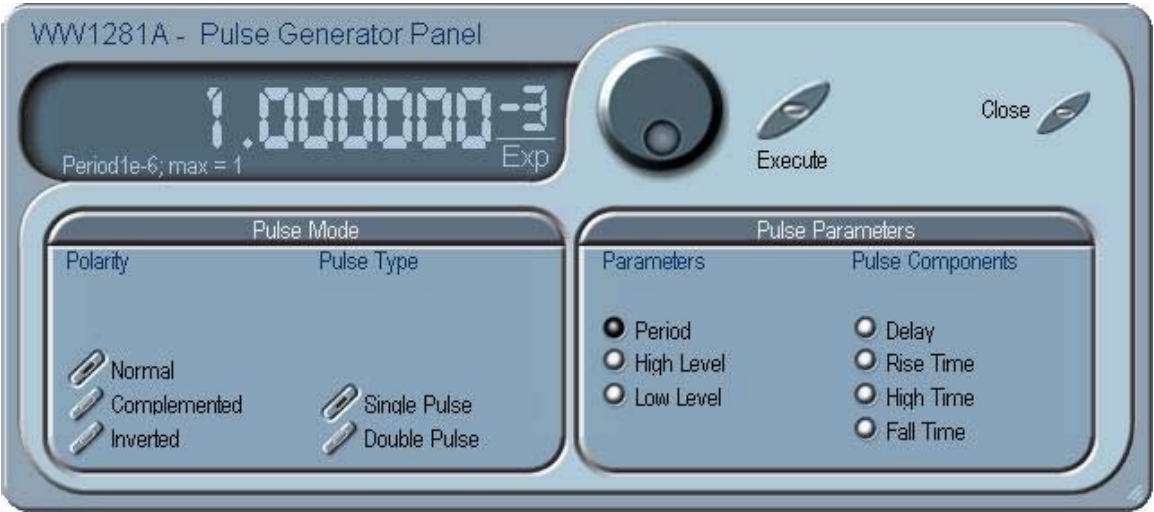 WW1281A - Pulse Generator Panel
1.000000-3
Exp
Period1e-6; max = 1
Execute
Close
Pulse Mode
Polarity
Pulse Type
Normal
Complemented
Inverted
Single Pulse
Double Pulse
Pulse Parameters
Parameters
Pulse Components
Period
High Level
Low Level
Delay
Rise Time
High Time
Fall Time